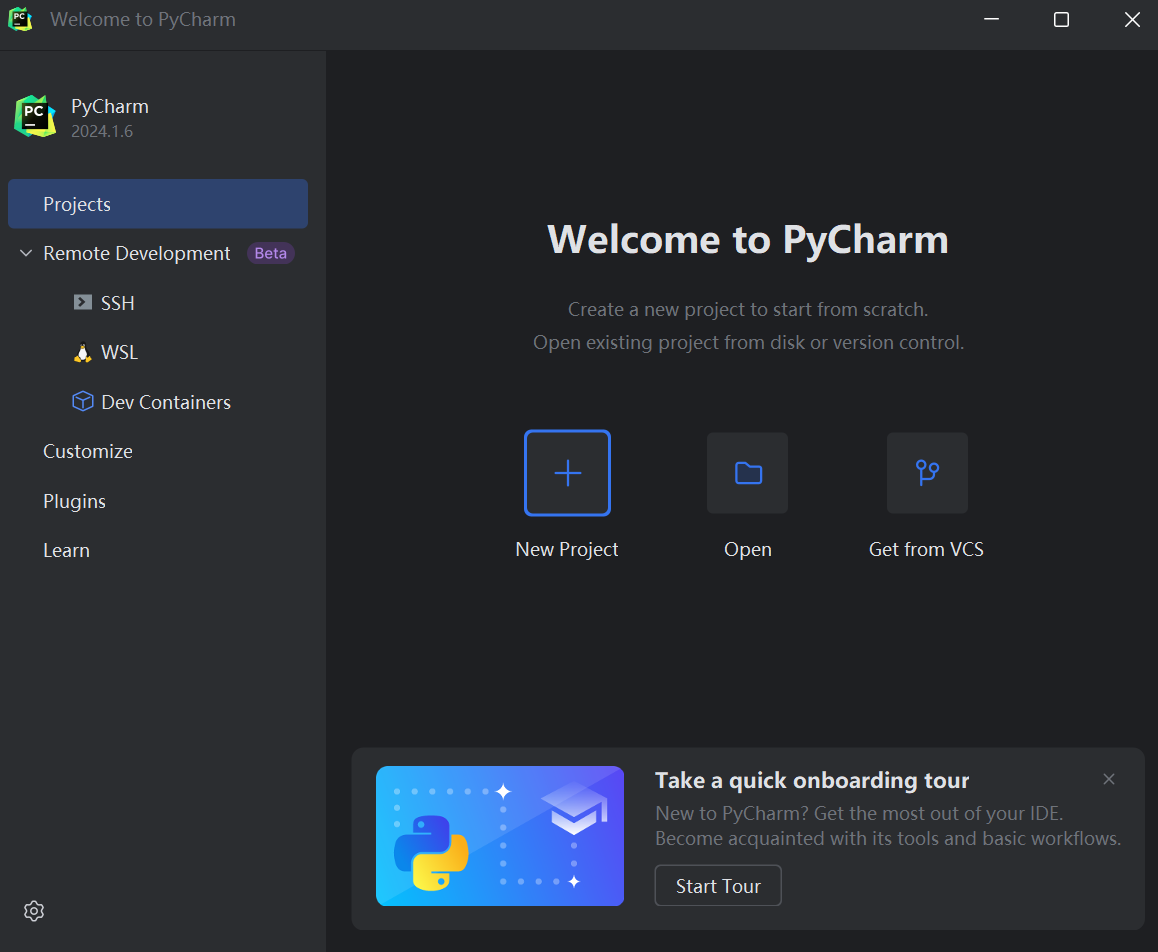 PC
Welcome to PyCharm
PC
PyCharm
2024.1.6
Projects
Remote Development Beta
SSH
WSL
Dev Containers
Customize
Plugins
Learn
Welcome to PyCharm
Create a new project to start from scratch.
Open existing project from disk or version control.
New Project
Open
Get from VCS
Take a quick onboarding tour
New to PyCharm? Get the most out of your IDE.
Become acquainted with its tools and basic workflows.
Start Tour